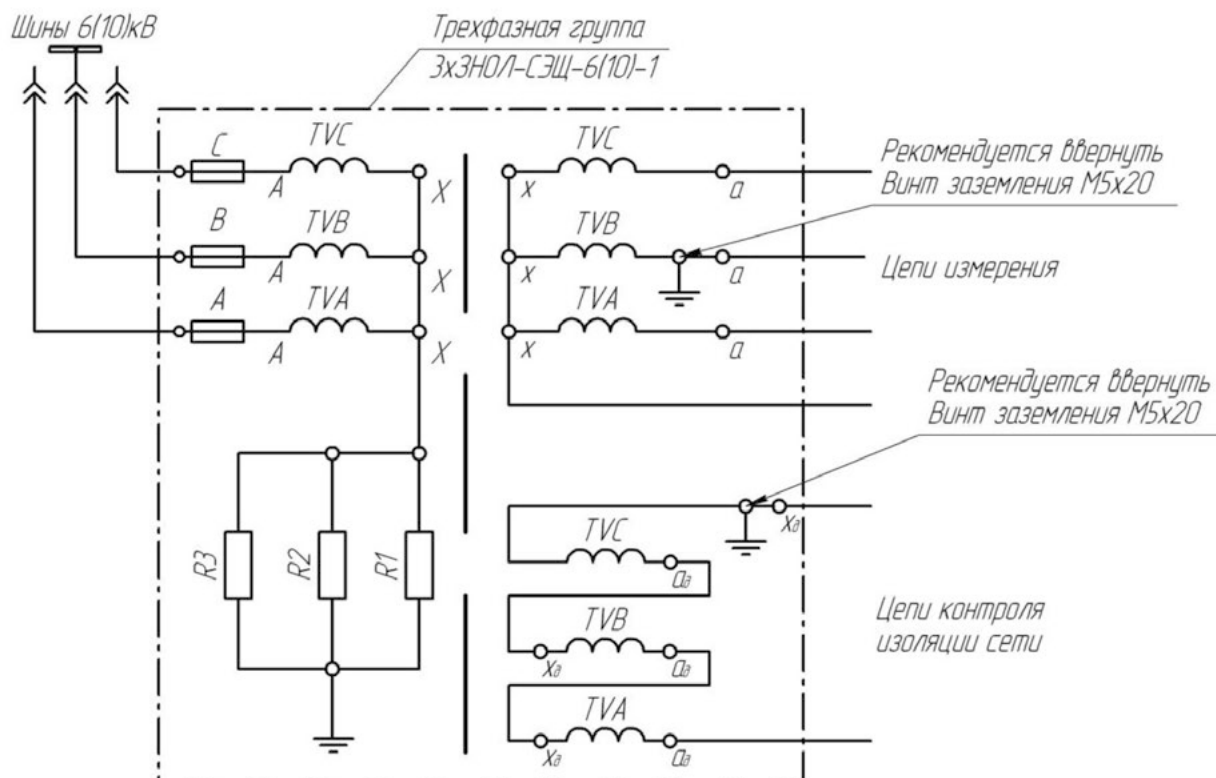 Шины 6(10)кВ
Трехфазная группа
3хЗНОЛ-СЭЩ-6(10)-1
C
TVC
A
X
B
TVB
A
X
A
TVA
A
X
TVC
x
a
TVB
x
a
TVA
x
a
Рекомендуется ввернуть
Винт заземления М5х20
Цепи измерения
Рекомендуется ввернуть
Винт заземления М5х20
R3
R2
R1
xд
TVC
aд
TVB
xд
aд
TVA
xд
aд
Цепи контроля
изоляции сети